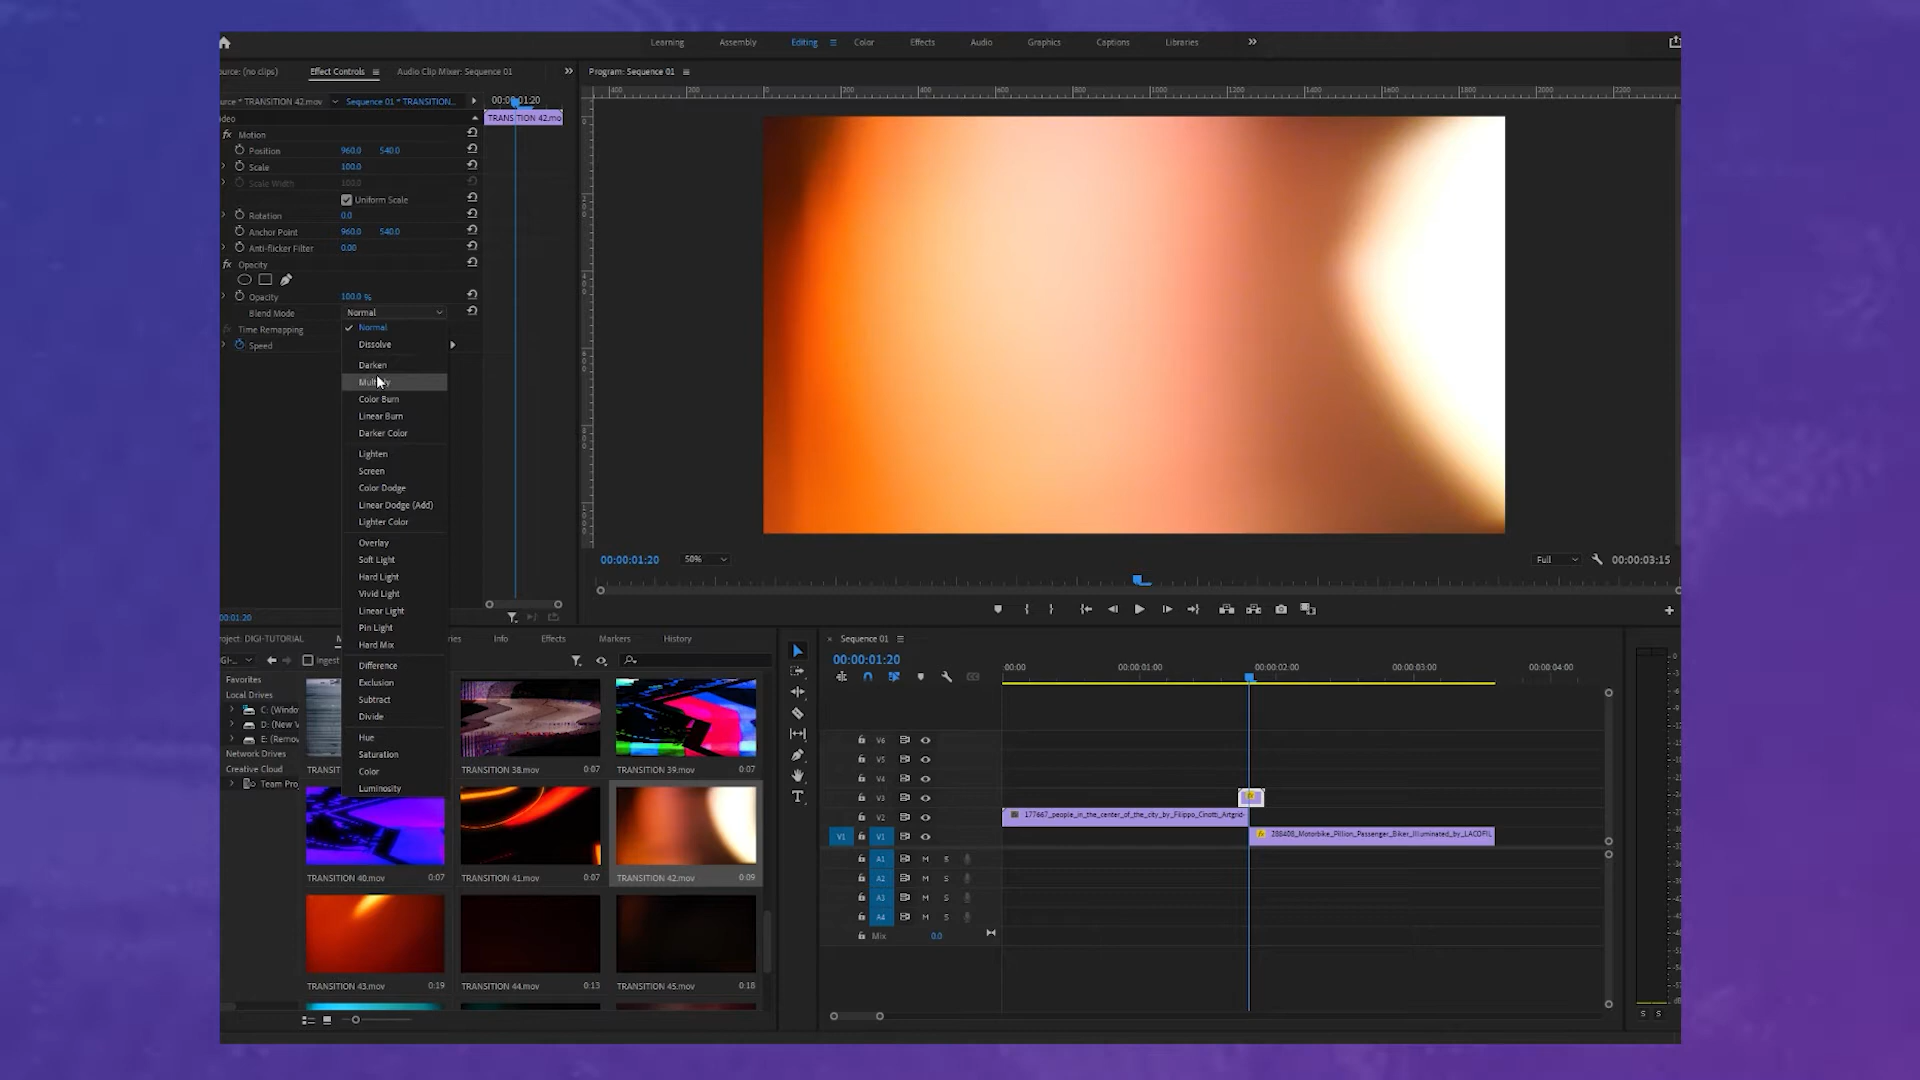 Learning Assembly Editing Color Effects Audio Graphics Captions Libraries
urce: (no clips) Effect Controls Audio Clip Mixer: Sequence 01
Program: Sequence 01
urce * TRANSITION 42.mov Sequence 01 * TRANSITION... 00:00:01:20
TRANSITION 42.mo
ideo
fx Motion
Position 960.0 540.0
Scale 100.0
Scale Width 100.0
Uniform Scale
Rotation 0.0
Anchor Point 960.0 540.0
Anti-flicker Filter 0.00
fx Opacity
Opacity 100.0 %
Blend Mode Normal
Time Remapping
Speed
Normal
Dissolve
Darken
Multiply
Color Burn
Linear Burn
Darker Color
Lighten
Screen
Color Dodge
Linear Dodge (Add)
Lighter Color
Overlay
Soft Light
Hard Light
Vivid Light
Linear Light
Pin Light
Hard Mix
Difference
Exclusion
Subtract
Divide
Hue
Saturation
Color
Luminosity
00:00:01:20 50% Full 00:00:03:15
00:01:20
roject: DIGI-TUTORIAL M ries Info Effects Markers History
GI-... Ingest
Favorites
Local Drives
C: (Windo
D: (New V
E: (Remov
Network Drives
Creative Cloud
Team Proj
TRANSIT
TRANSITION 38.mov 0:07
TRANSITION 39.mov 0:07
TRANSITION 40.mov 0:07
TRANSITION 41.mov 0:07
TRANSITION 42.mov 0:09
TRANSITION 43.mov 0:19
TRANSITION 44.mov 0:13
TRANSITION 45.mov 0:18
× Sequence 01
00:00:01:20
:00:00 00:00:01:00 00:00:02:00 00:00:03:00 00:00:04:00
V6
V5
V4
V3
V2 177667_people_in_the_center_of_the_city_by_Filippo_Cinotti_Artgrid-
V1 V1 fx 288408_Motorbike_Pillion_Passenger_Biker_Illuminated_by_LACOFIL
A1 M S
A2 M S
A3 M S
A4 M S
Mix 0.0
S S